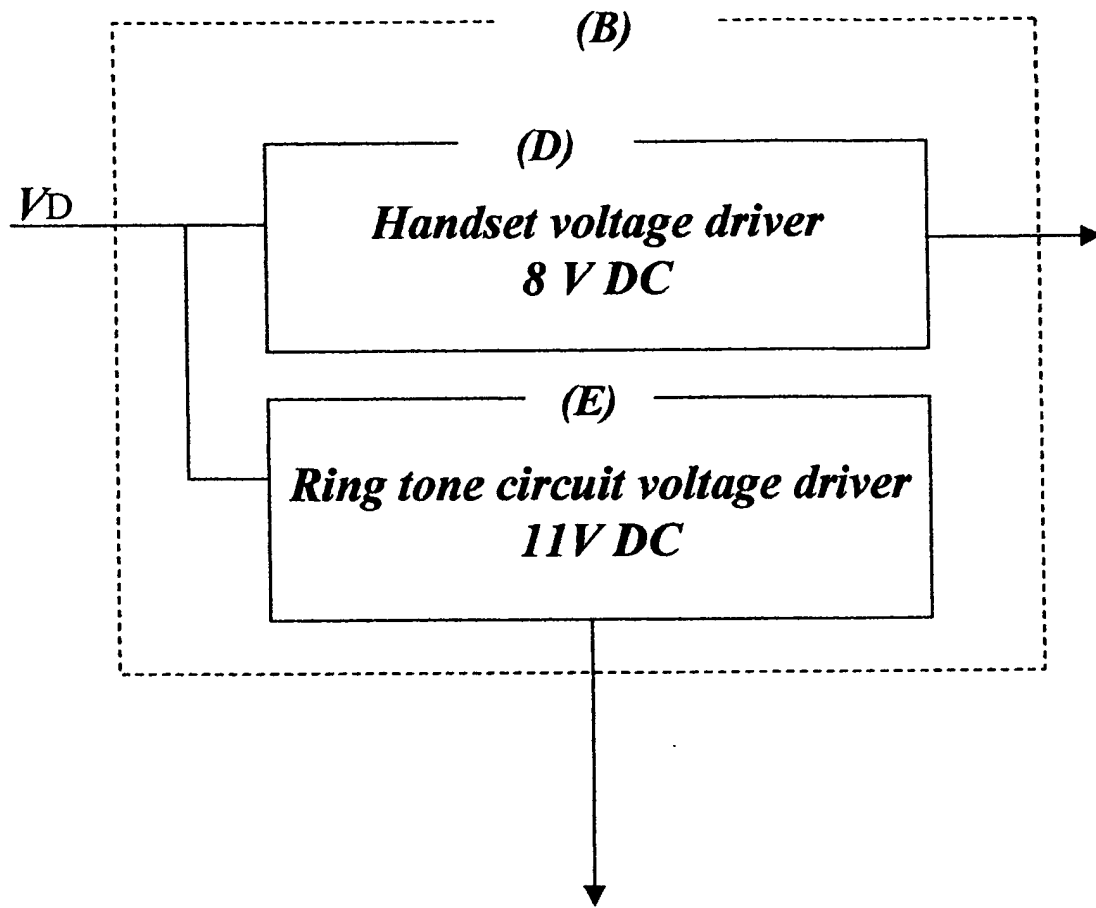 (B)
(D)
VD
Handset voltage driver
8 V DC
(E)
Ring tone circuit voltage driver
11V DC